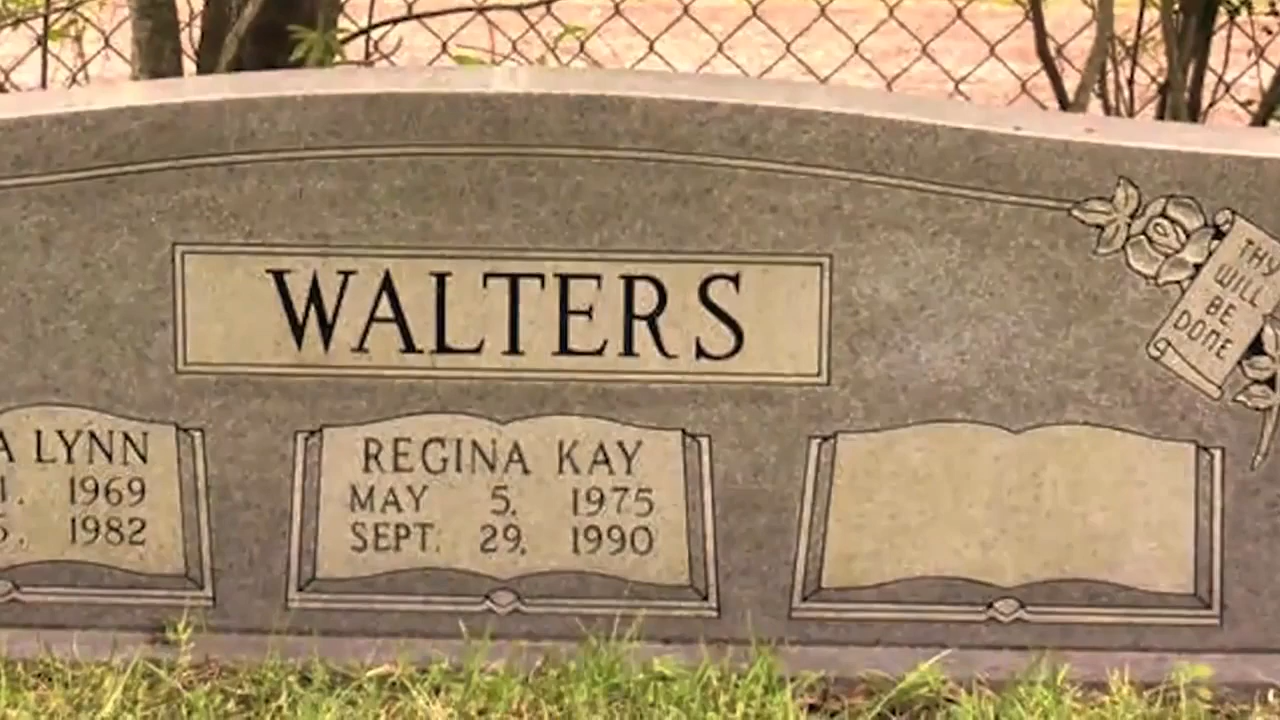 WALTERS
THY
WILL
BE
DONE
A LYNN
1969
1982
REGINA KAY
MAY 5, 1975
SEPT. 29, 1990